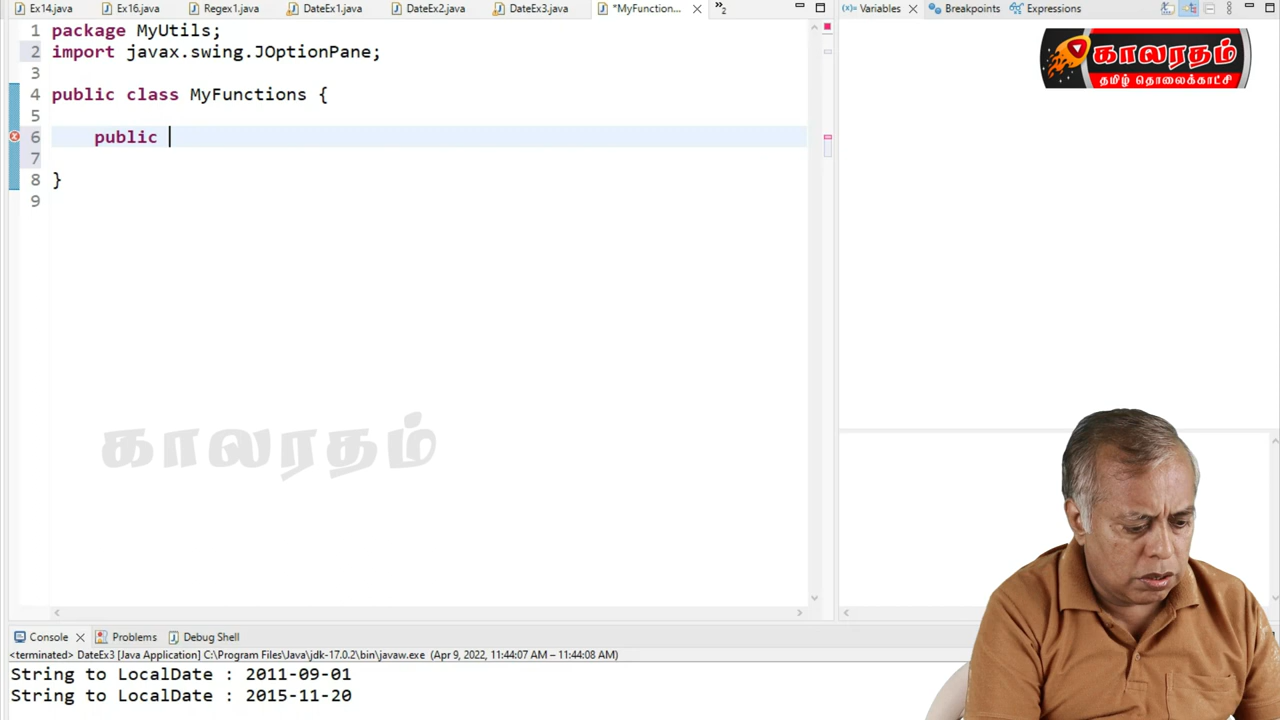 Ex14.java Ex16.java Regex1.java DateEx1.java DateEx2.java DateEx3.java *MyFunction... »2 (x)= Variables Breakpoints Expressions
1 package MyUtils;
2 import javax.swing.JOptionPane;
3
4 public class MyFunctions {
5
6 public
7
8 }
9
காலரதம்
தமிழ் தொலைக்காட்சி
காலரதம்
Console Problems Debug Shell
<terminated> DateEx3 [Java Application] C:\Program Files\Java\jdk-17.0.2\bin\javaw.exe (Apr 9, 2022, 11:44:07 AM – 11:44:08 AM)
String to LocalDate : 2011-09-01
String to LocalDate : 2015-11-20